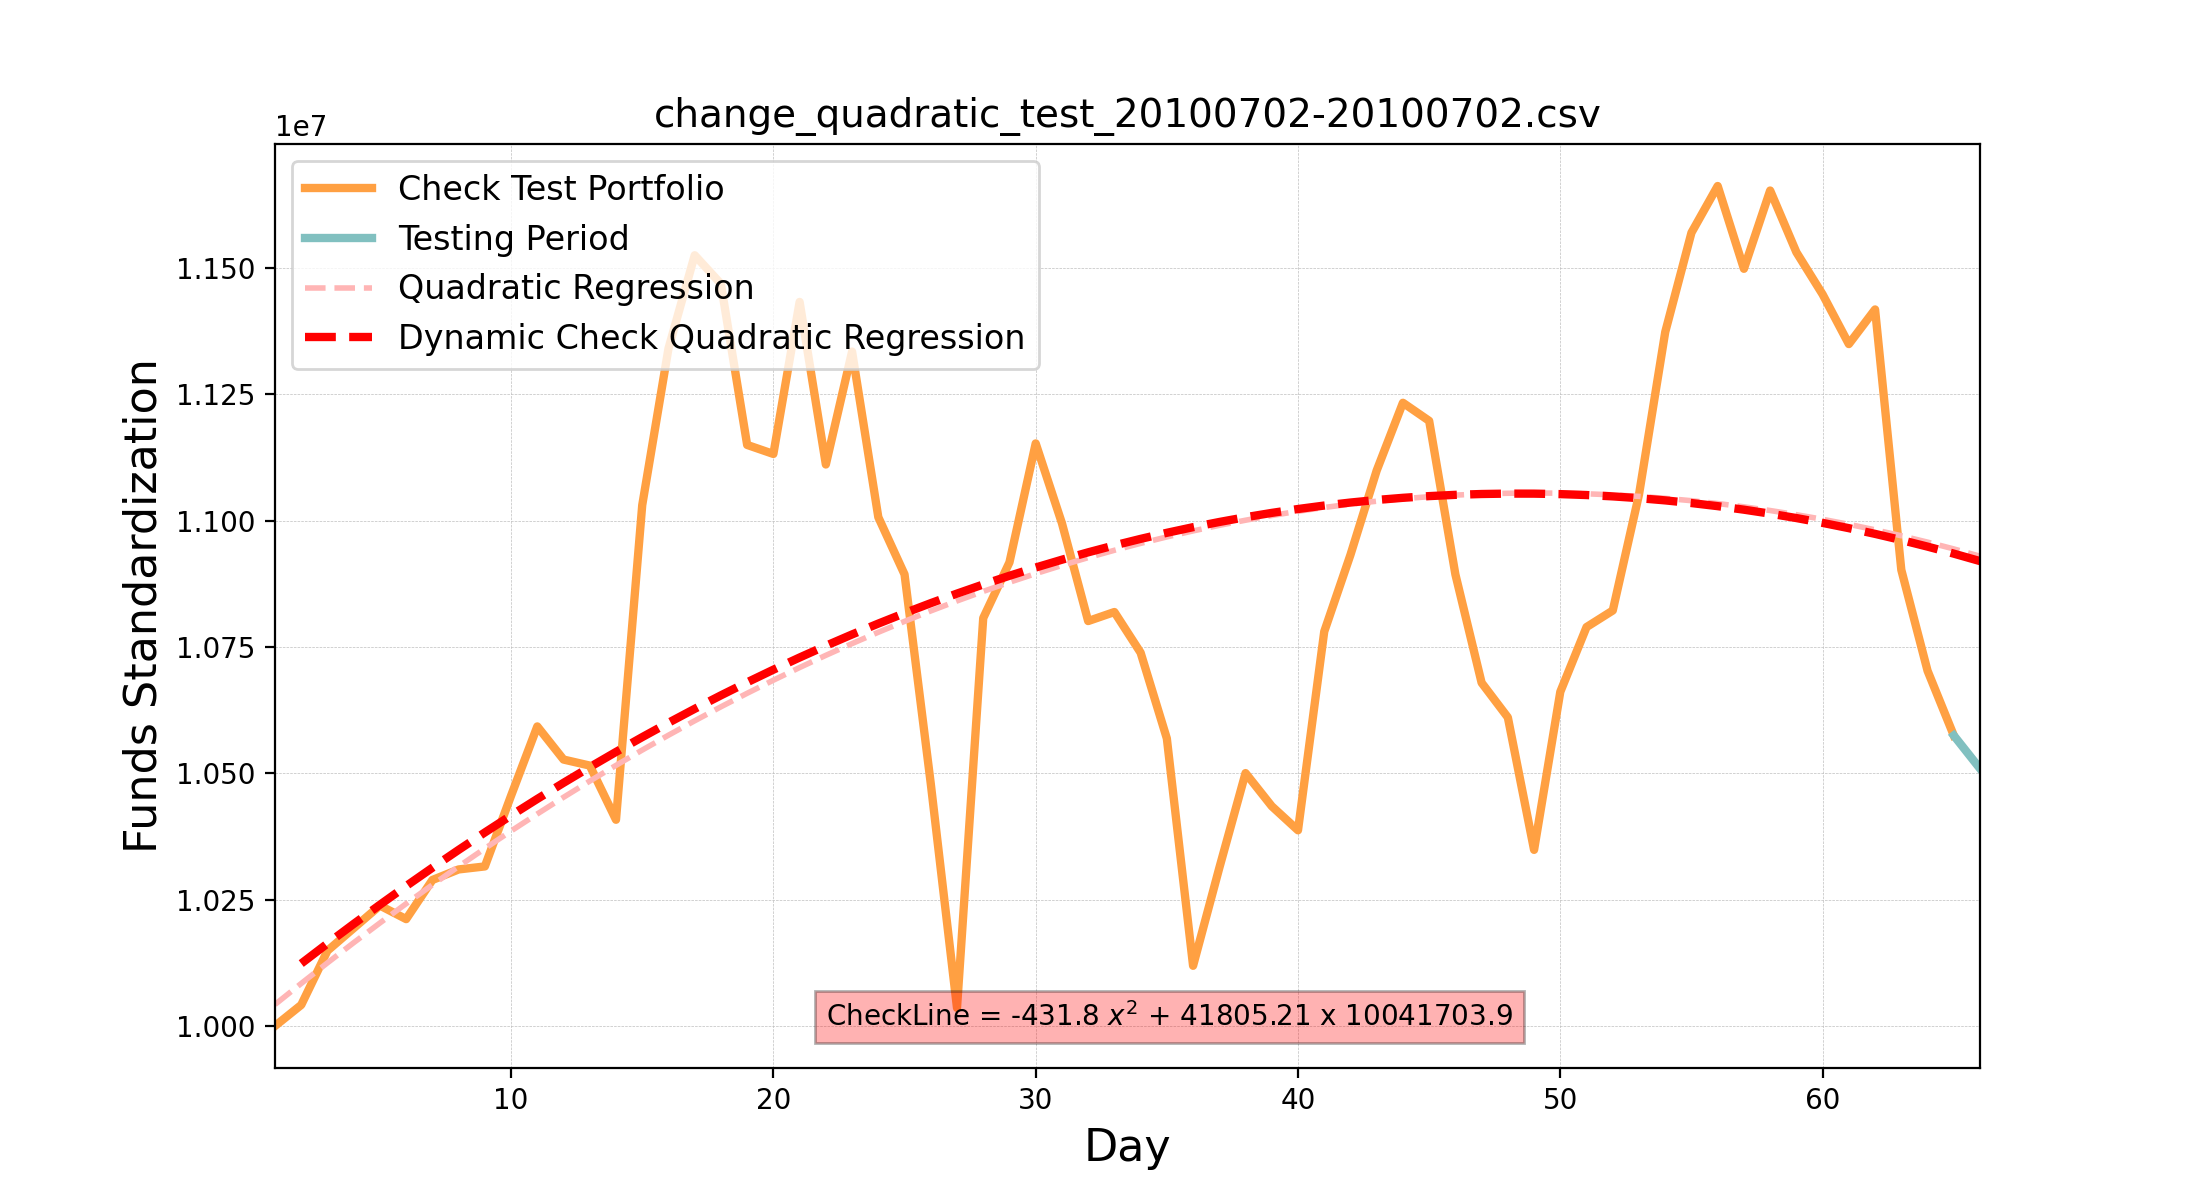 change_quadratic_test_20100702-20100702.csv
1e7
Check Test Portfolio
Testing Period
Quadratic Regression
Dynamic Check Quadratic Regression
Funds Standardization
1.150
1.125
1.100
1.075
1.050
1.025
1.000
CheckLine = -431.8 x² + 41805.21 x 10041703.9
10 20 30 40 50 60
Day